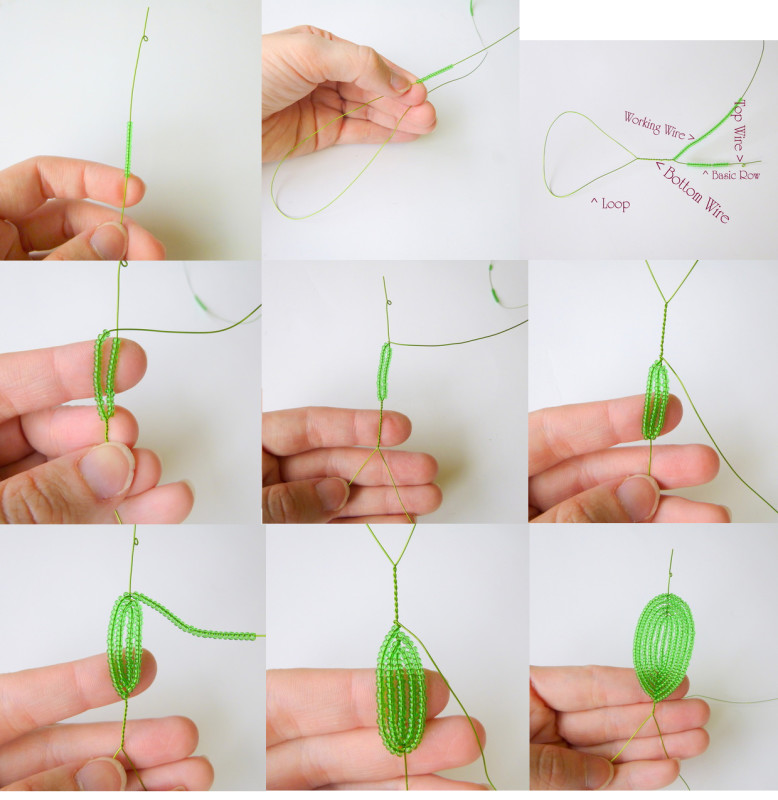 Working Wire >
Top Wire >
^ Basic Row
< Bottom Wire
^ Loop